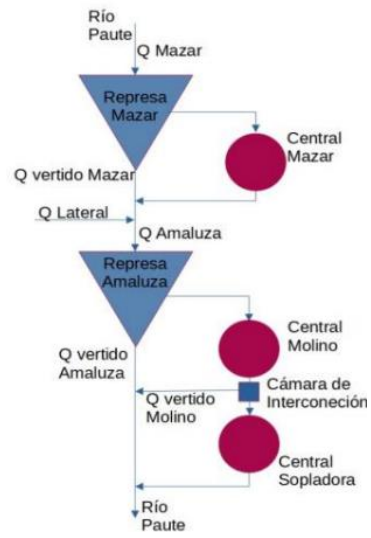 Río
Paute
Q Mazar
Represa
Mazar
Central
Mazar
Q vertido Mazar
Q Lateral
Q Amaluza
Represa
Amaluza
Central
Molino
Q vertido
Amaluza
Cámara de
Interconeción
Q vertido
Molino
Central
Sopladora
Río
Paute